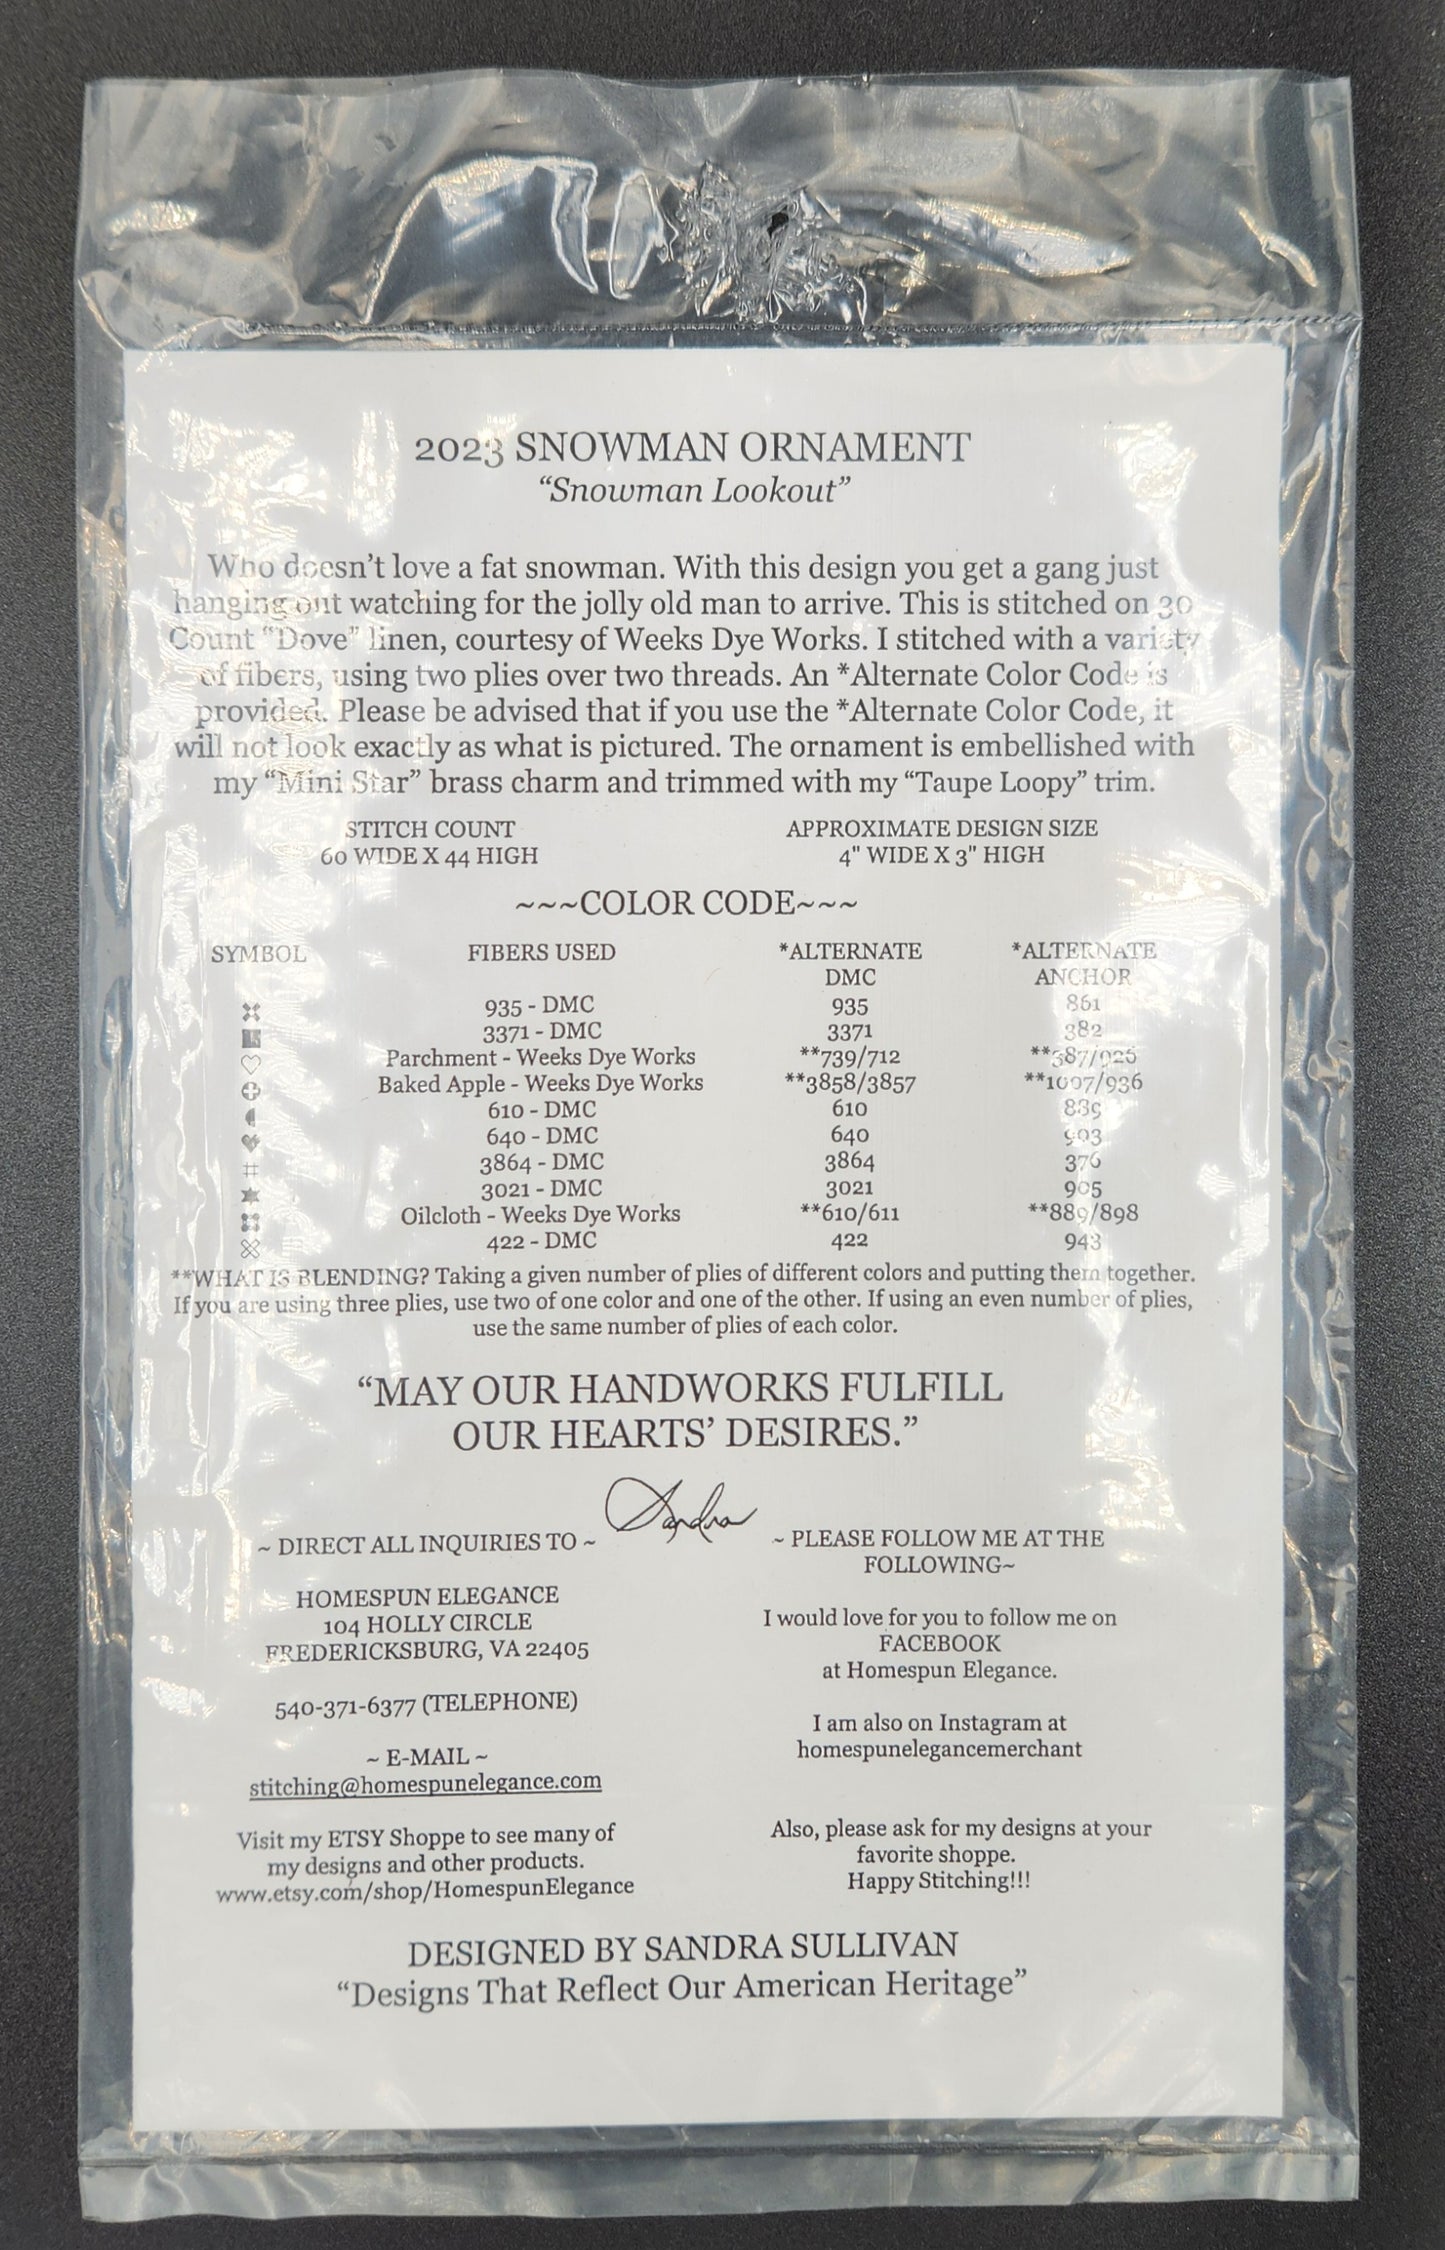 2023 SNOWMAN ORNAMENT
“Snowman Lookout”
Who doesn’t love a fat snowman. With this design you get a gang just
hanging out watching for the jolly old man to arrive. This is stitched on 30
Count “Dove” linen, courtesy of Weeks Dye Works. I stitched with a variety
of fibers, using two plies over two threads. An *Alternate Color Code is
provided. Please be advised that if you use the *Alternate Color Code, it
will not look exactly as what is pictured. The ornament is embellished with
my “Mini Star” brass charm and trimmed with my “Taupe Loopy” trim.
STITCH COUNT APPROXIMATE DESIGN SIZE
60 WIDE X 44 HIGH 4" WIDE X 3" HIGH
~~~COLOR CODE~~~
SYMBOL FIBERS USED *ALTERNATE *ALTERNATE
DMC ANCHOR
935 - DMC 935 861
3371 - DMC 3371 382
Parchment - Weeks Dye Works **739/712 **387/926
Baked Apple - Weeks Dye Works **3858/3857 **1007/936
610 - DMC 610 889
640 - DMC 640 903
3864 - DMC 3864 376
3021 - DMC 3021 905
Oilcloth - Weeks Dye Works **610/611 **889/898
422 - DMC 422 943
**WHAT IS BLENDING? Taking a given number of plies of different colors and putting them together.
If you are using three plies, use two of one color and one of the other. If using an even number of plies,
use the same number of plies of each color.
“MAY OUR HANDWORKS FULFILL
OUR HEARTS’ DESIRES.”
Sandra
~ DIRECT ALL INQUIRIES TO ~
HOMESPUN ELEGANCE
104 HOLLY CIRCLE
FREDERICKSBURG, VA 22405
540-371-6377 (TELEPHONE)
~ E-MAIL ~
stitching@homespunelegance.com
Visit my ETSY Shoppe to see many of
my designs and other products.
www.etsy.com/shop/HomespunElegance
~ PLEASE FOLLOW ME AT THE
FOLLOWING~
I would love for you to follow me on
FACEBOOK
at Homespun Elegance.
I am also on Instagram at
homespunelegancemerchant
Also, please ask for my designs at your
favorite shoppe.
Happy Stitching!!!
DESIGNED BY SANDRA SULLIVAN
“Designs That Reflect Our American Heritage”